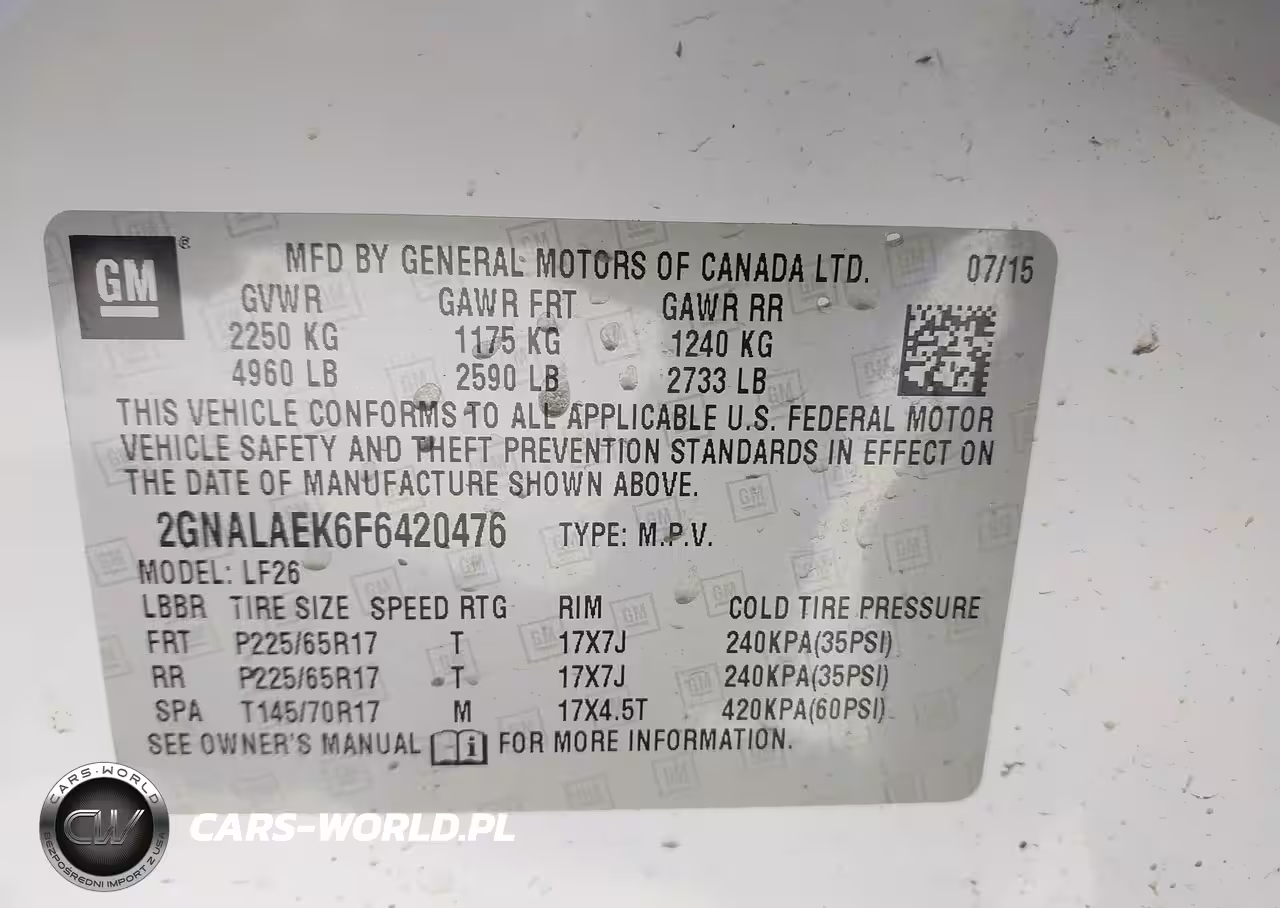 GM ®
MFD BY GENERAL MOTORS OF CANADA LTD. 07/15
GVWR GAWR FRT GAWR RR
2250 KG 1175 KG 1240 KG
4960 LB 2590 LB 2733 LB
THIS VEHICLE CONFORMS TO ALL APPLICABLE U.S. FEDERAL MOTOR
VEHICLE SAFETY AND THEFT PREVENTION STANDARDS IN EFFECT ON
THE DATE OF MANUFACTURE SHOWN ABOVE.
2GNALAEK6F6420476 TYPE: M.P.V.
MODEL: LF26
LBBR TIRE SIZE SPEED RTG RIM COLD TIRE PRESSURE
FRT P225/65R17 T 17X7J 240KPA(35PSI)
RR P225/65R17 T 17X7J 240KPA(35PSI)
SPA T145/70R17 M 17X4.5T 420KPA(60PSI)
SEE OWNER'S MANUAL i FOR MORE INFORMATION.
CARS-WORLD
CW
BEZPOŚREDNI IMPORT Z USA
CARS-WORLD.PL